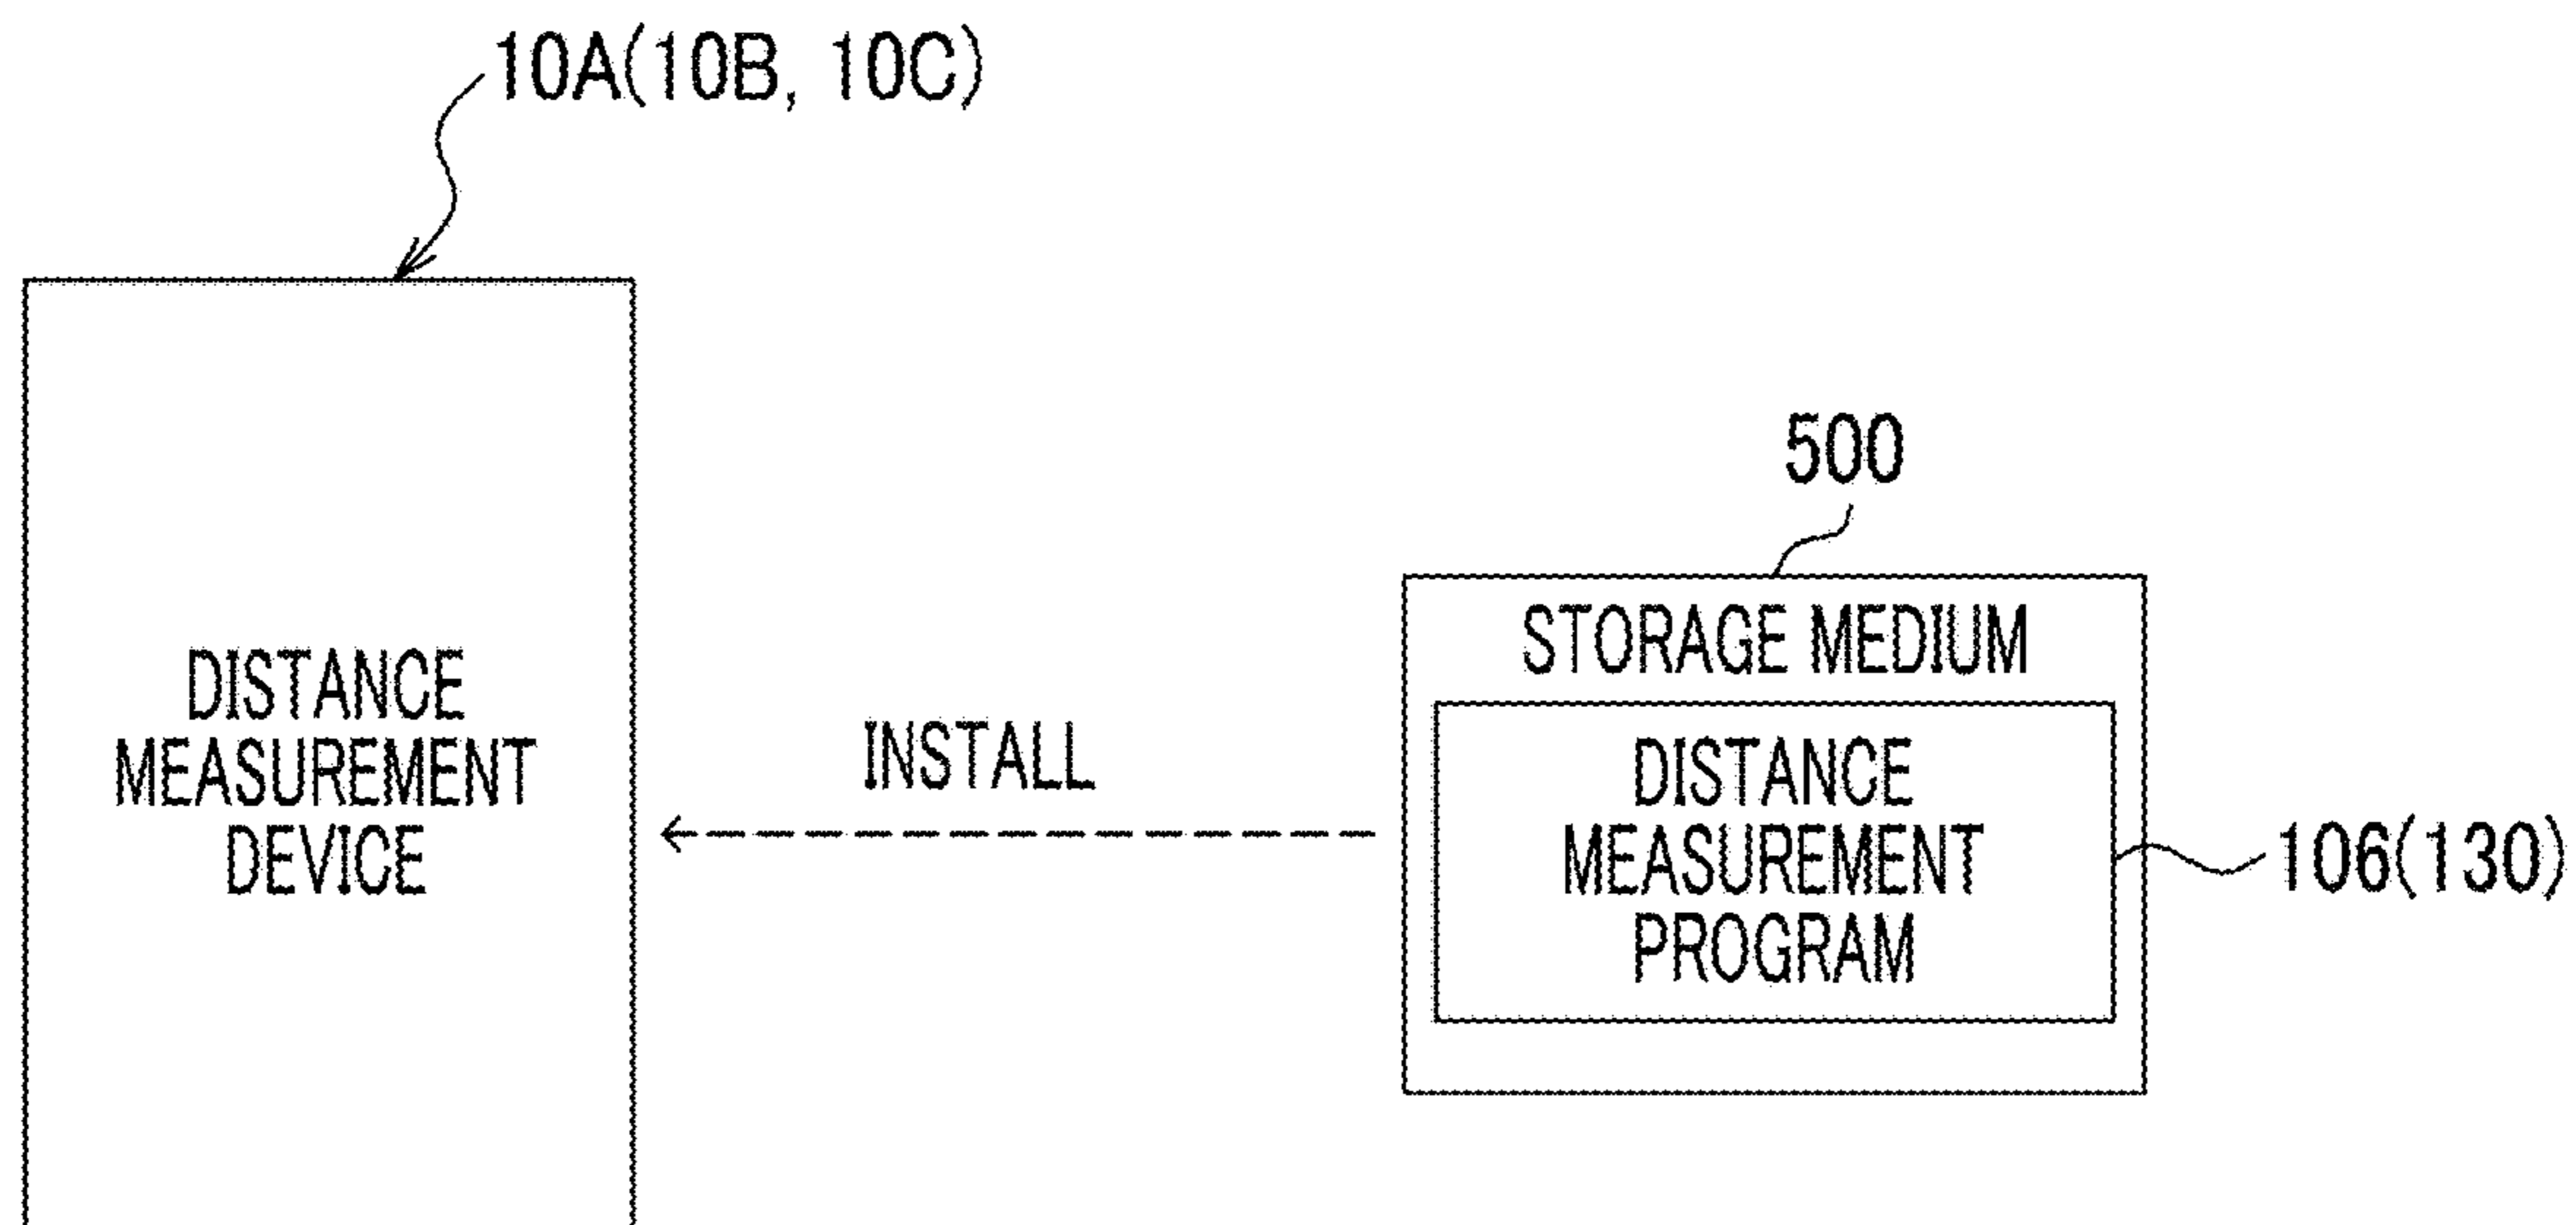 10A(10B, 10C)
DISTANCE
MEASUREMENT
DEVICE
INSTALL
500
STORAGE MEDIUM
DISTANCE
MEASUREMENT
PROGRAM
106(130)